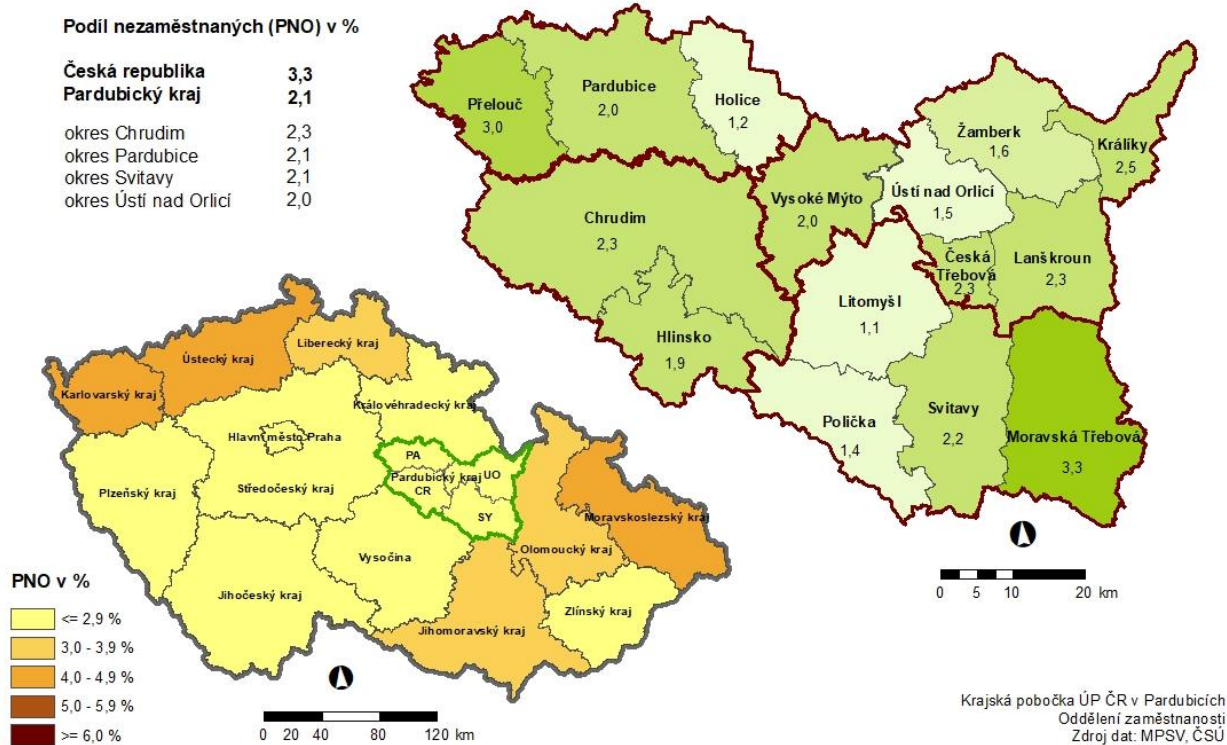 Podíl nezaměstnaných (PNO) v %
Česká republika 3,3
Pardubický kraj 2,1
okres Chrudim 2,3
okres Pardubice 2,1
okres Svitavy 2,1
okres Ústí nad Orlicí 2,0
Přelouč
3,0
Pardubice
2,0
Holice
1,2
Žamberk
1,6
Králíky
2,5
Vysoké Mýto
2,0
Ústí nad Orlicí
1,5
Chrudim
2,3
Česká
Třebová
2,3
Lanškroun
2,3
Litomyšl
1,1
Hlinsko
1,9
Polička
1,4
Svitavy
2,2
Moravská Třebová
3,3
0 5 10 20 km
Karlovarský kraj
Ústecký kraj
Liberecký kraj
Královéhradecký kraj
Hlavní město Praha
Středočeský kraj
Plzeňský kraj
PA
Pardubický kraj
UO
CR
SY
Moravskoslezský kraj
Olomoucký kraj
Vysočina
Jihočeský kraj
Zlínský kraj
Jihomoravský kraj
PNO v %
<= 2,9 %
3,0 - 3,9 %
4,0 - 4,9 %
5,0 - 5,9 %
>= 6,0 %
0 20 40 80 120 km
Krajská pobočka ÚP ČR v Pardubicích
Oddělení zaměstnanosti
Zdroj dat: MPSV, ČSÚ